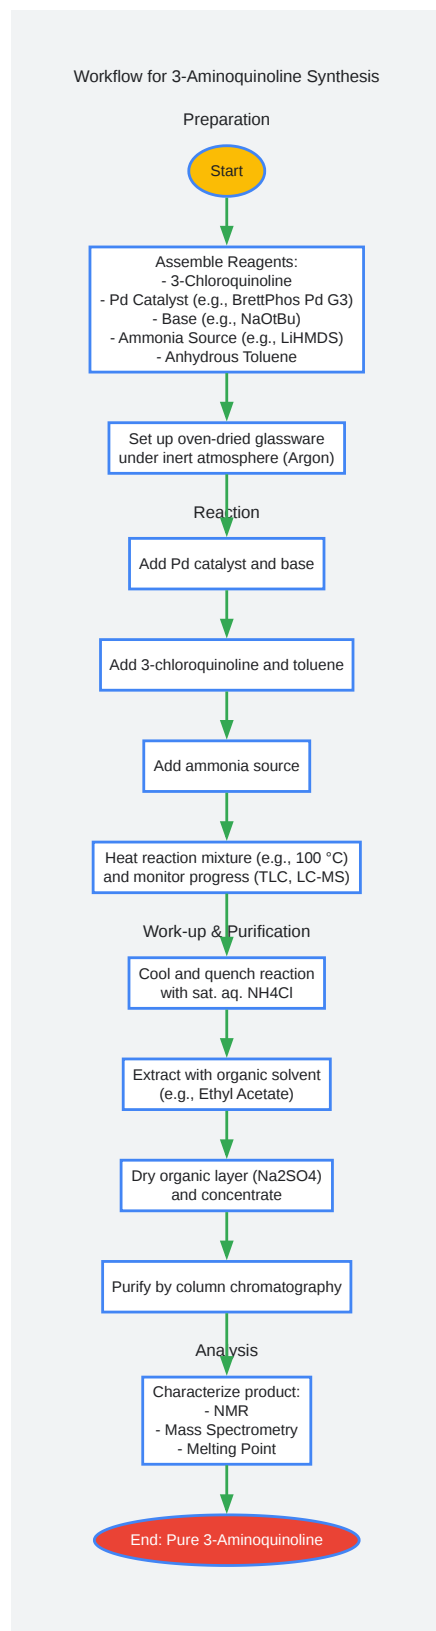 Workflow for 3-Aminoquinoline Synthesis
Preparation
Start
Assemble Reagents:
- 3-Chloroquinoline
- Pd Catalyst (e.g., BrettPhos Pd G3)
- Base (e.g., NaOtBu)
- Ammonia Source (e.g., LiHMDS)
- Anhydrous Toluene
Set up oven-dried glassware
under inert atmosphere (Argon)
Reaction
Add Pd catalyst and base
Add 3-chloroquinoline and toluene
Add ammonia source
Heat reaction mixture (e.g., 100 °C)
and monitor progress (TLC, LC-MS)
Work-up & Purification
Cool and quench reaction
with sat. aq. NH4Cl
Extract with organic solvent
(e.g., Ethyl Acetate)
Dry organic layer (Na2SO4)
and concentrate
Purify by column chromatography
Analysis
Characterize product:
- NMR
- Mass Spectrometry
- Melting Point
End: Pure 3-Aminoquinoline